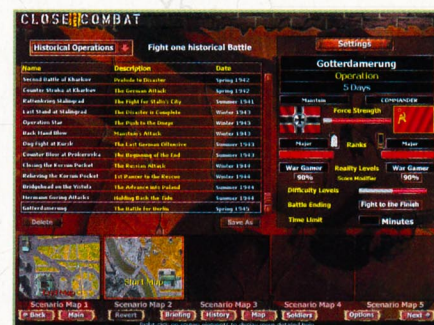 CLOSE COMBAT
Historical Operations
Fight one historical Battle
Name Description Date
Second Battle of Kharkov Prelude to Disaster Spring 1942
Counter Stroke at Kharkov The German Attack Spring 1942
Rattenkrieg Stalingrad The Fight for Stalin's City Summer 1941
Last Stand at Stalingrad The Disaster is Complete Winter 1943
Operation Star The Push to the Winter 1943
Back Hand Blow Manstein's Attack Winter 1943
Dog Fight at Kursk The Last German Offensive Summer 1943
Counter Blow at Prokorovka The Beginning of the End Summer 1943
Closing the Korsun Pocket The Russian Attack Winter 1944
Relieving the Korsun Pocket 1st Panzer to the Rescue Winter 1944
Bridgehead on the Vistula The Advance into Poland Summer 1944
Hermann Goring Attacks Holding Back the Tide Summer 1944
Gotterdamerung The Battle for Berlin Spring 1945
Delete
Save As
Settings
Gotterdamerung
Operation
5 Days
COMMANDER
Force Strength
Major Ranks Major
War Gamer Reality Levels War Gamer
90% Score Modifier 90%
Difficulty Levels
Battle Ending Fight to the Finish
Time Limit Minutes
Start Map
Scenario Map 1 Scenario Map 2 Scenario Map 3 Scenario Map 4 Scenario Map 5
Back Main Revert Briefing History Map Soldiers Options Next